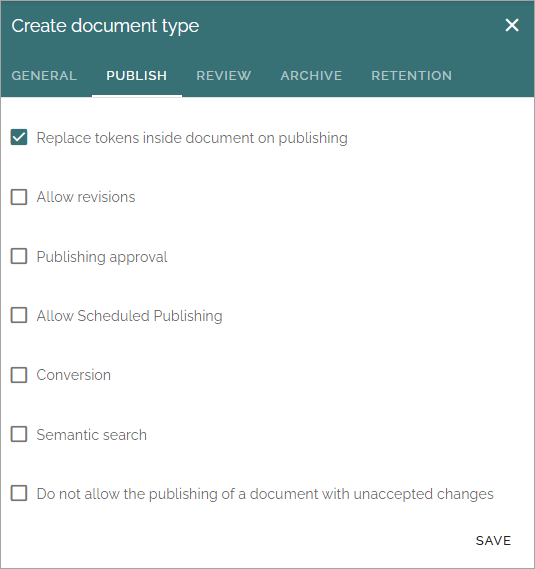 Create document type
GENERAL PUBLISH REVIEW ARCHIVE RETENTION
Replace tokens inside document on publishing
Allow revisions
Publishing approval
Allow Scheduled Publishing
Conversion
Semantic search
Do not allow the publishing of a document with unaccepted changes
SAVE